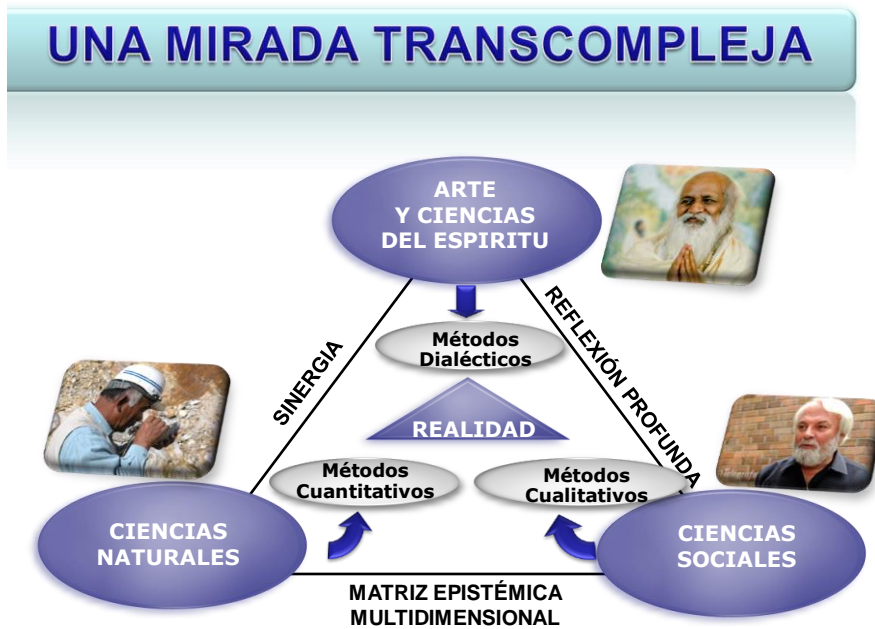 UNA MIRADA TRANSCOMPLEJA
ARTE
Y CIENCIAS
DEL ESPIRITU
SINERGIA
REFLEXIÓN PROFUNDA
Métodos
Dialécticos
REALIDAD
Métodos
Cuantitativos
Métodos
Cualitativos
CIENCIAS
NATURALES
CIENCIAS
SOCIALES
MATRIZ EPISTÉMICA
MULTIDIMENSIONAL